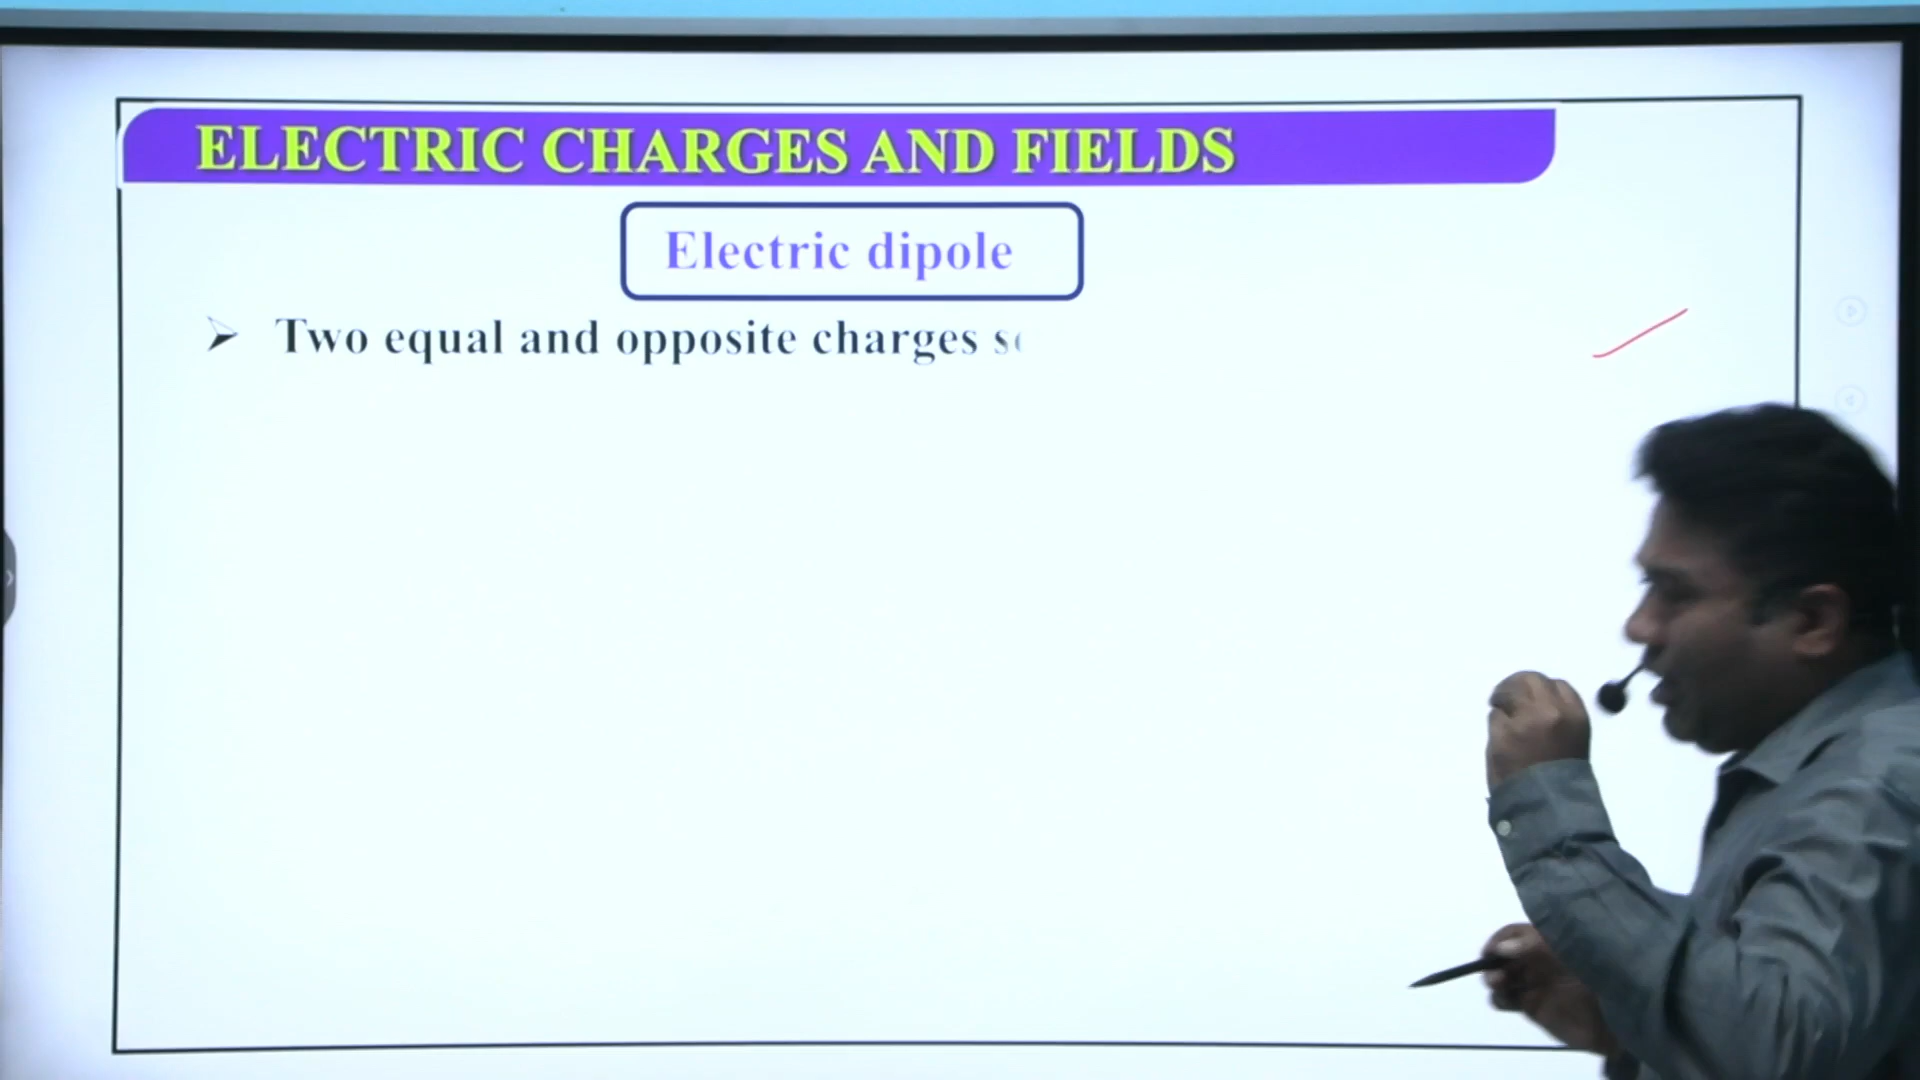 ELECTRIC CHARGES AND FIELDS
Electric dipole
Two equal and opposite charges